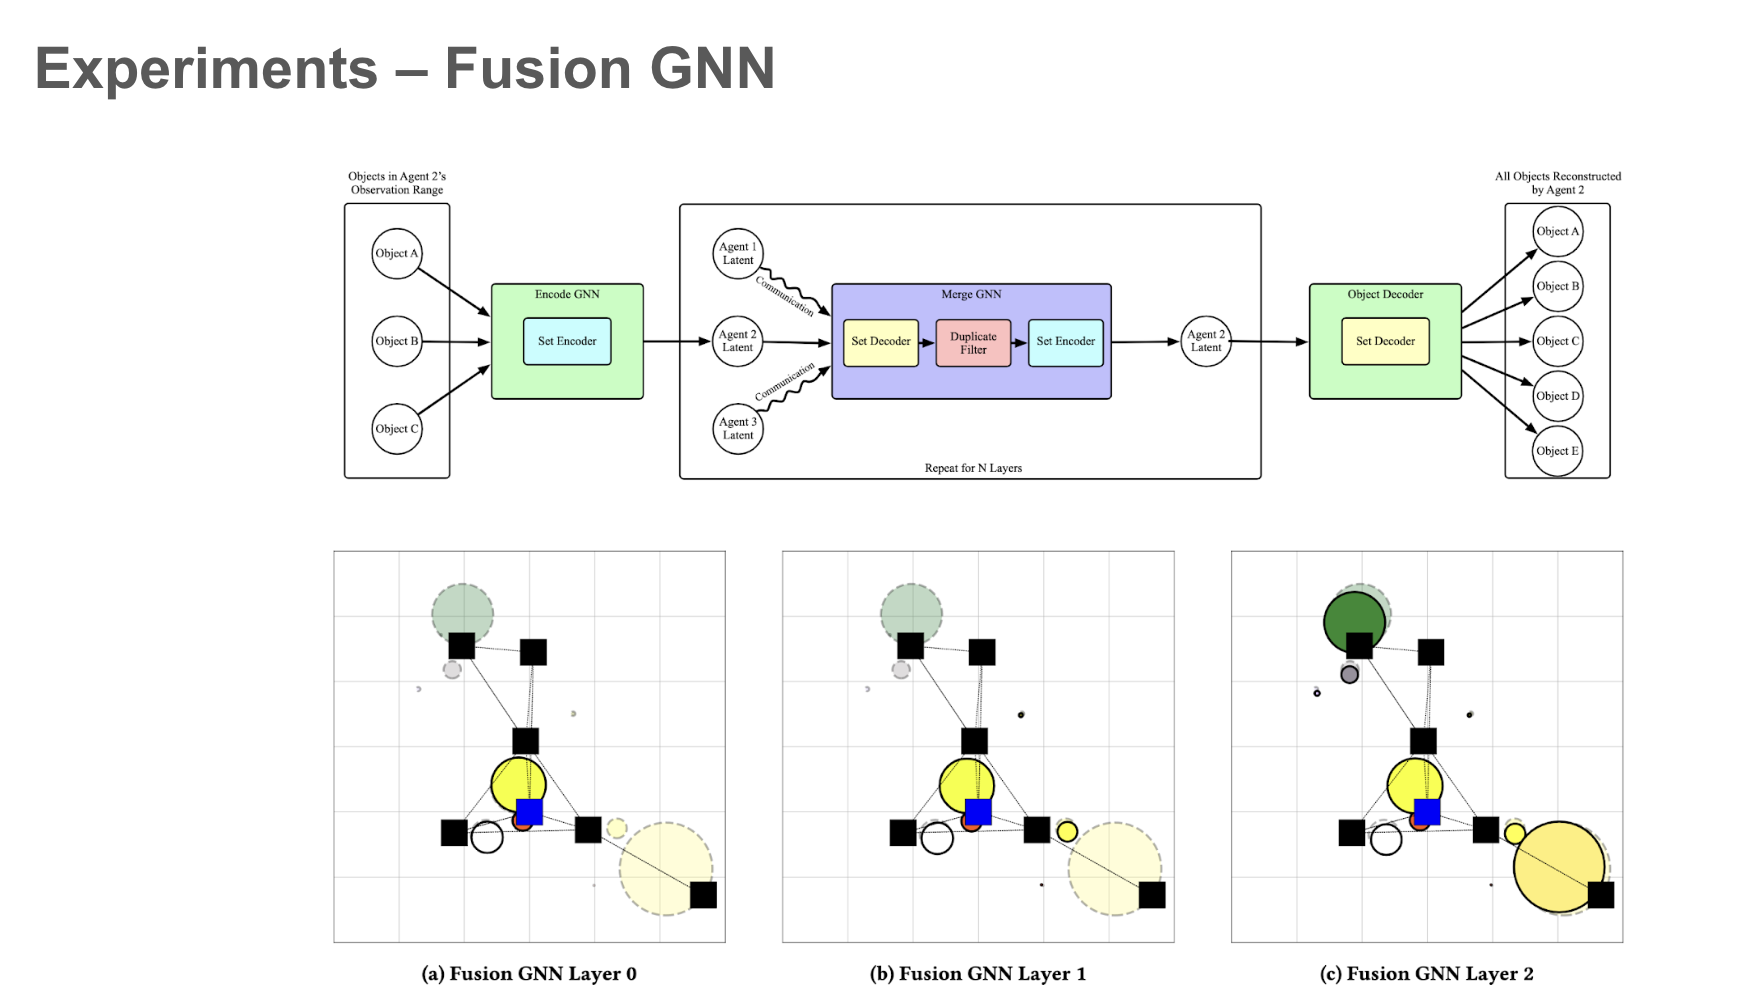 Experiments – Fusion GNN
Objects in Agent 2's
Observation Range
Object A
Object B
Object C
Encode GNN
Set Encoder
Agent 1
Latent
Communication
Agent 2
Latent
Communication
Agent 3
Latent
Merge GNN
Set Decoder
Duplicate
Filter
Set Encoder
Repeat for N Layers
Agent 2
Latent
Object Decoder
Set Decoder
All Objects Reconstructed
by Agent 2
Object A
Object B
Object C
Object D
Object E
(a) Fusion GNN Layer 0
(b) Fusion GNN Layer 1
(c) Fusion GNN Layer 2